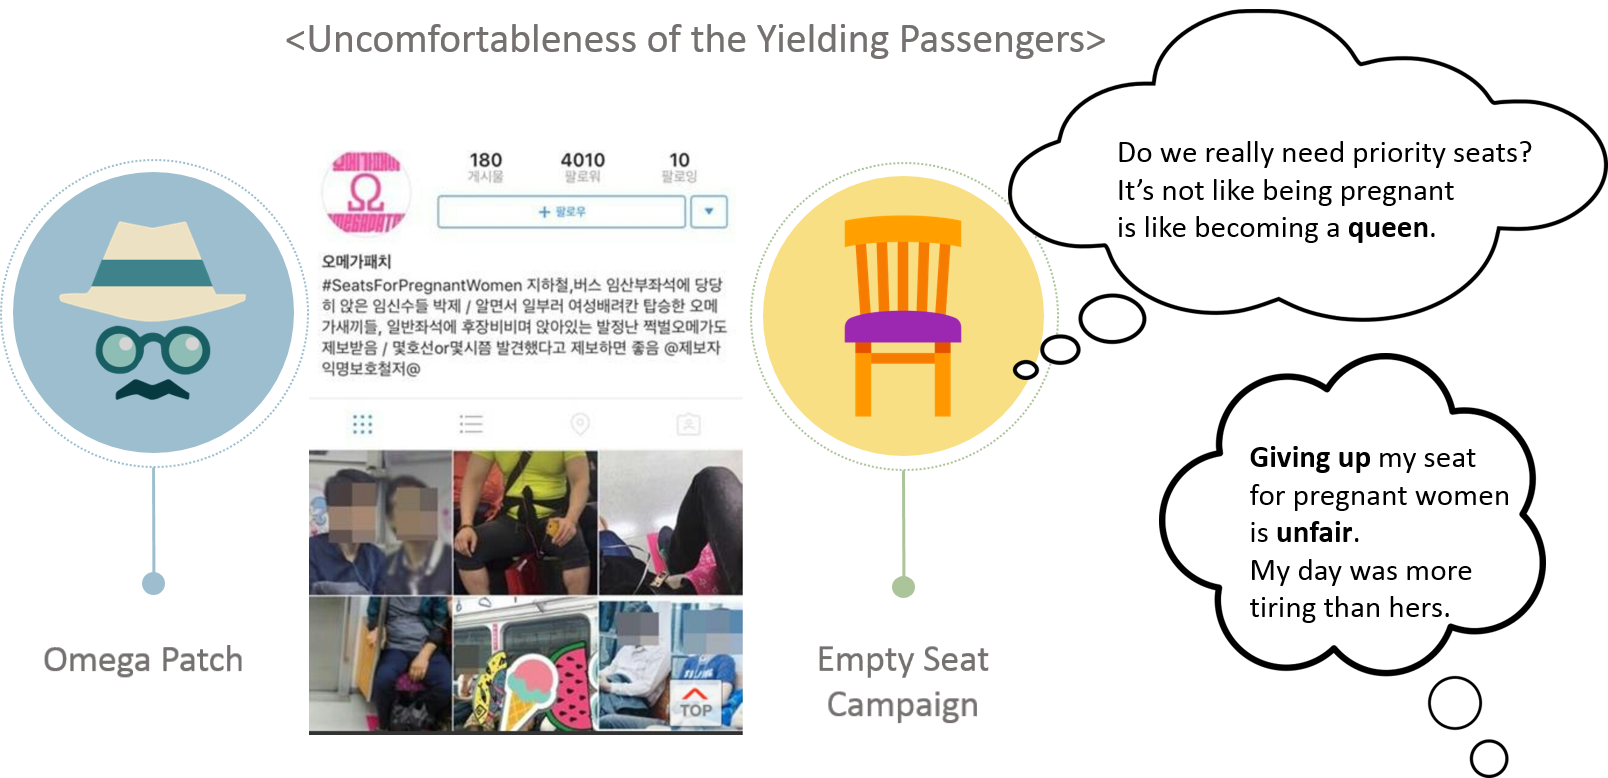 <Uncomfortableness of the Yielding Passengers>
180
4010
10
게시물
팔로워
팔로잉
+ 팔로우
오메가패치
#SeatsForPregnantWomen 지하철,버스 임산부좌석에 당당
히 앉은 임신수들 박제 / 알면서 일부러 여성배려칸 탑승한 오메
가새끼들, 일반좌석에 후장비비며 앉아있는 발정난 쩍벌오메가도
제보받음 / 몇호선or몇시쯤 발견했다고 제보하면 좋음 @제보자
익명보호철저@
TOP
Omega Patch
Empty Seat
Campaign
Do we really need priority seats?
It’s not like being pregnant
is like becoming a queen.
Giving up my seat
for pregnant women
is unfair.
My day was more
tiring than hers.